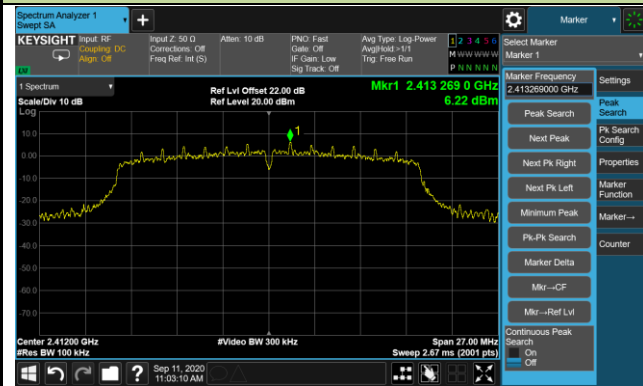 Spectrum Analyzer 1
Swept SA
Marker
KEYSIGHT
Input: RF
Coupling: DC
Align: Off
Input Z: 50 Ω
Corrections: Off
Freq Ref: Int (S)
Atten: 10 dB
PNO: Fast
Gate: Off
IF Gain: Low
Sig Track: Off
Avg Type: Log-Power
Avg|Hold:>1/1
Trig: Free Run
1 2 3 4 5 6
M W W W W W
P N N N N N
LXI
Select Marker
Marker 1
1 Spectrum
Scale/Div 10 dB
Log
Ref Lvl Offset 22.00 dB
Ref Level 20.00 dBm
Mkr1 2.413 269 0 GHz
6.22 dBm
10.0
0.00
-10.0
-20.0
-30.0
-40.0
-50.0
-60.0
-70.0
1
Center 2.41200 GHz
#Res BW 100 kHz
#Video BW 300 kHz
Span 27.00 MHz
Sweep 2.67 ms (2001 pts)
Marker Frequency
2.413269000 GHz
Peak Search
Next Peak
Next Pk Right
Next Pk Left
Minimum Peak
Pk-Pk Search
Marker Delta
Mkr→CF
Mkr→Ref Lvl
Continuous Peak
Search
On
Off
Settings
Peak
Search
Pk Search
Config
Properties
Marker
Function
Marker→
Counter
Sep 11, 2020
11:03:10 AM